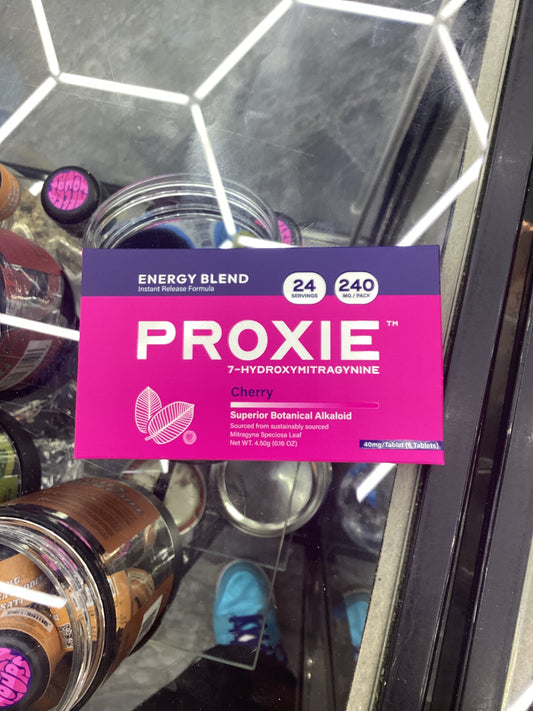 ENERGY BLEND
Instant Release Formula
24
SERVINGS
240
MG / PACK
PROXIE™
7-HYDROXYMITRAGYNINE
Cherry
Superior Botanical Alkaloid
Sourced from sustainably sourced
Mitragyna Speciosa Leaf
Net WT. 4.50g (0.16 OZ)
40mg/Tablet (6 Tablets)